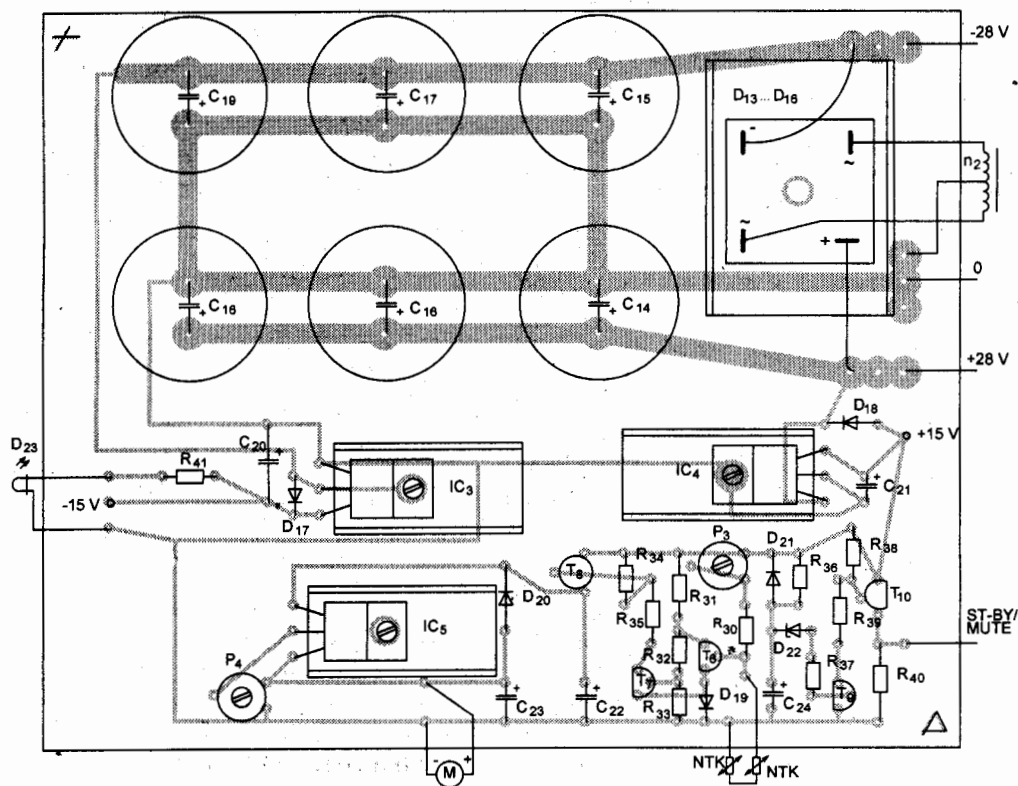 -28 V
C19
C17
C15
D13...D16
-
~
n2
~
+
0
C16
C16
C14
+28 V
D18
+15 V
D23
C20
R41
IC3
IC4
C21
-15 V
D17
P3
D21
R38
R34
R36
T8
T10
D20
R31
R35
R30
R39
ST-BY/
MUTE
IC5
D22
P4
R32
T6
R37
R40
T7
T9
C23
C22
R33
D19
C24
- M +
NTK
NTK